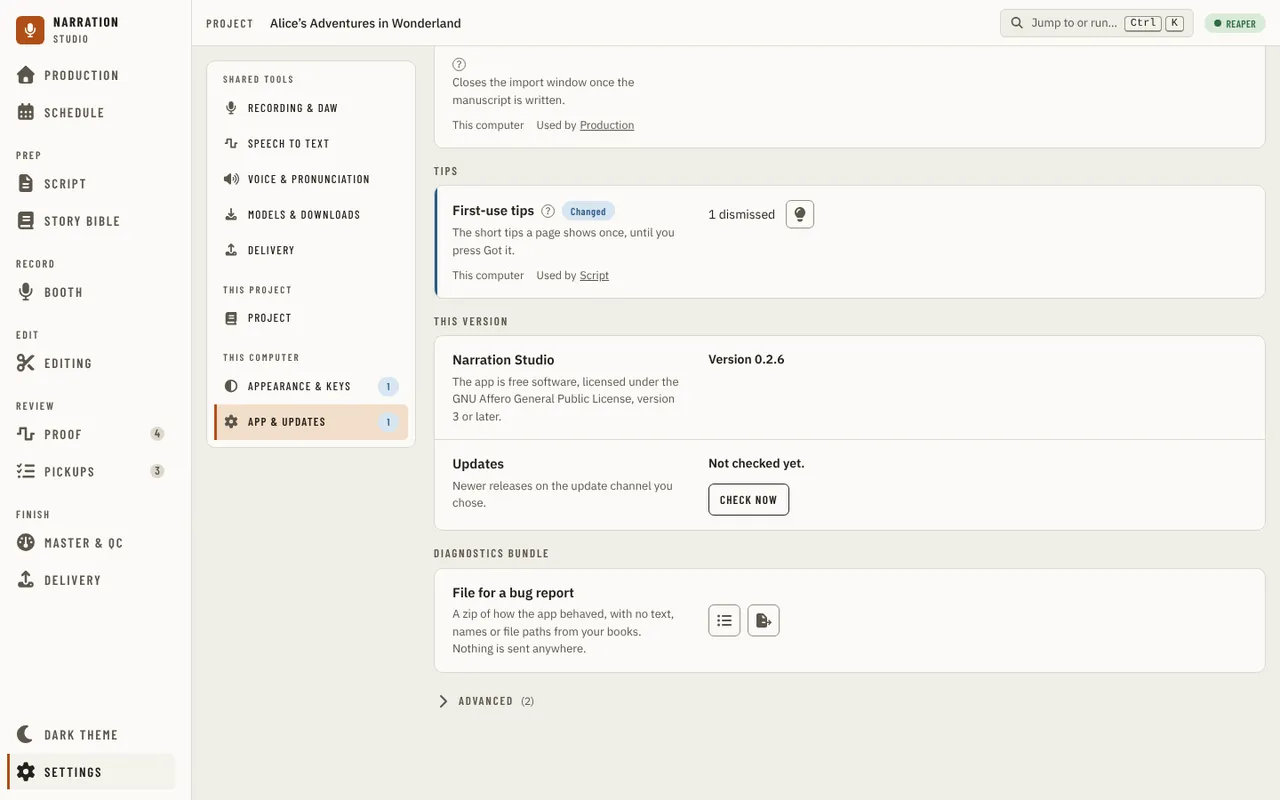 NARRATION
STUDIO
PRODUCTION
SCHEDULE
PREP
SCRIPT
STORY BIBLE
RECORD
BOOTH
EDIT
EDITING
REVIEW
PROOF 4
PICKUPS 3
FINISH
MASTER & QC
DELIVERY
DARK THEME
SETTINGS
PROJECT Alice’s Adventures in Wonderland
Jump to or run... Ctrl K
REAPER
SHARED TOOLS
RECORDING & DAW
SPEECH TO TEXT
VOICE & PRONUNCIATION
MODELS & DOWNLOADS
DELIVERY
THIS PROJECT
PROJECT
THIS COMPUTER
APPEARANCE & KEYS 1
APP & UPDATES 1
?
Closes the import window once the
manuscript is written.
This computer Used by Production
TIPS
First-use tips ? Changed
The short tips a page shows once, until you
press Got it.
This computer Used by Script
1 dismissed
THIS VERSION
Narration Studio
The app is free software, licensed under the
GNU Affero General Public License, version
3 or later.
Version 0.2.6
Updates
Newer releases on the update channel you
chose.
Not checked yet.
CHECK NOW
DIAGNOSTICS BUNDLE
File for a bug report
A zip of how the app behaved, with no text,
names or file paths from your books.
Nothing is sent anywhere.
ADVANCED (2)